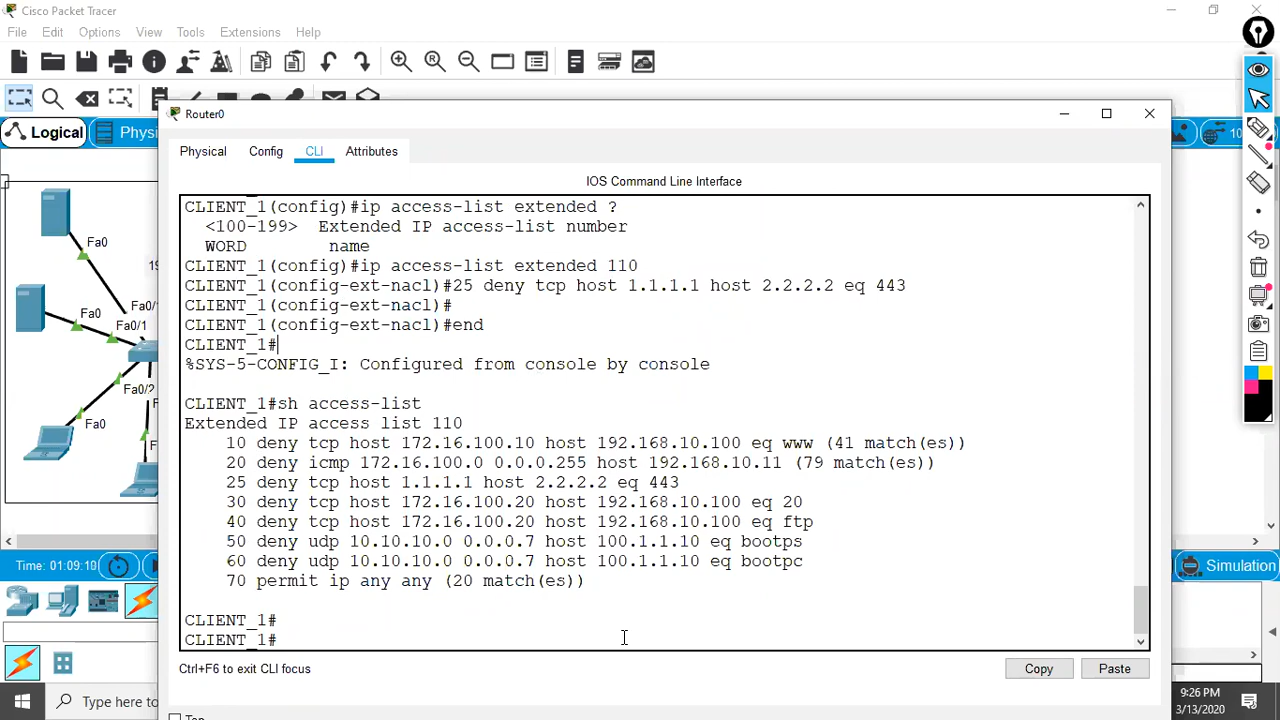 Cisco Packet Tracer
File Edit Options View Tools Extensions Help
Logical
Physi
Router0
Physical Config CLI Attributes
IOS Command Line Interface
CLIENT_1(config)#ip access-list extended ?
<100-199> Extended IP access-list number
WORD name
CLIENT_1(config)#ip access-list extended 110
CLIENT_1(config-ext-nacl)#25 deny tcp host 1.1.1.1 host 2.2.2.2 eq 443
CLIENT_1(config-ext-nacl)#
CLIENT_1(config-ext-nacl)#end
CLIENT_1#
%SYS-5-CONFIG_I: Configured from console by console
CLIENT_1#sh access-list
Extended IP access list 110
10 deny tcp host 172.16.100.10 host 192.168.10.100 eq www (41 match(es))
20 deny icmp 172.16.100.0 0.0.0.255 host 192.168.10.11 (79 match(es))
25 deny tcp host 1.1.1.1 host 2.2.2.2 eq 443
30 deny tcp host 172.16.100.20 host 192.168.10.100 eq 20
40 deny tcp host 172.16.100.20 host 192.168.10.100 eq ftp
50 deny udp 10.10.10.0 0.0.0.7 host 100.1.1.10 eq bootps
60 deny udp 10.10.10.0 0.0.0.7 host 100.1.1.10 eq bootpc
70 permit ip any any (20 match(es))
CLIENT_1#
CLIENT_1#
Ctrl+F6 to exit CLI focus
Copy Paste
Top
Fa0
19
Fa0/
Fa0
Fa0/1
Fa0/2
Fa0
10
Time: 01:09:10
Simulation
Type here to
9:26 PM
3/13/2020